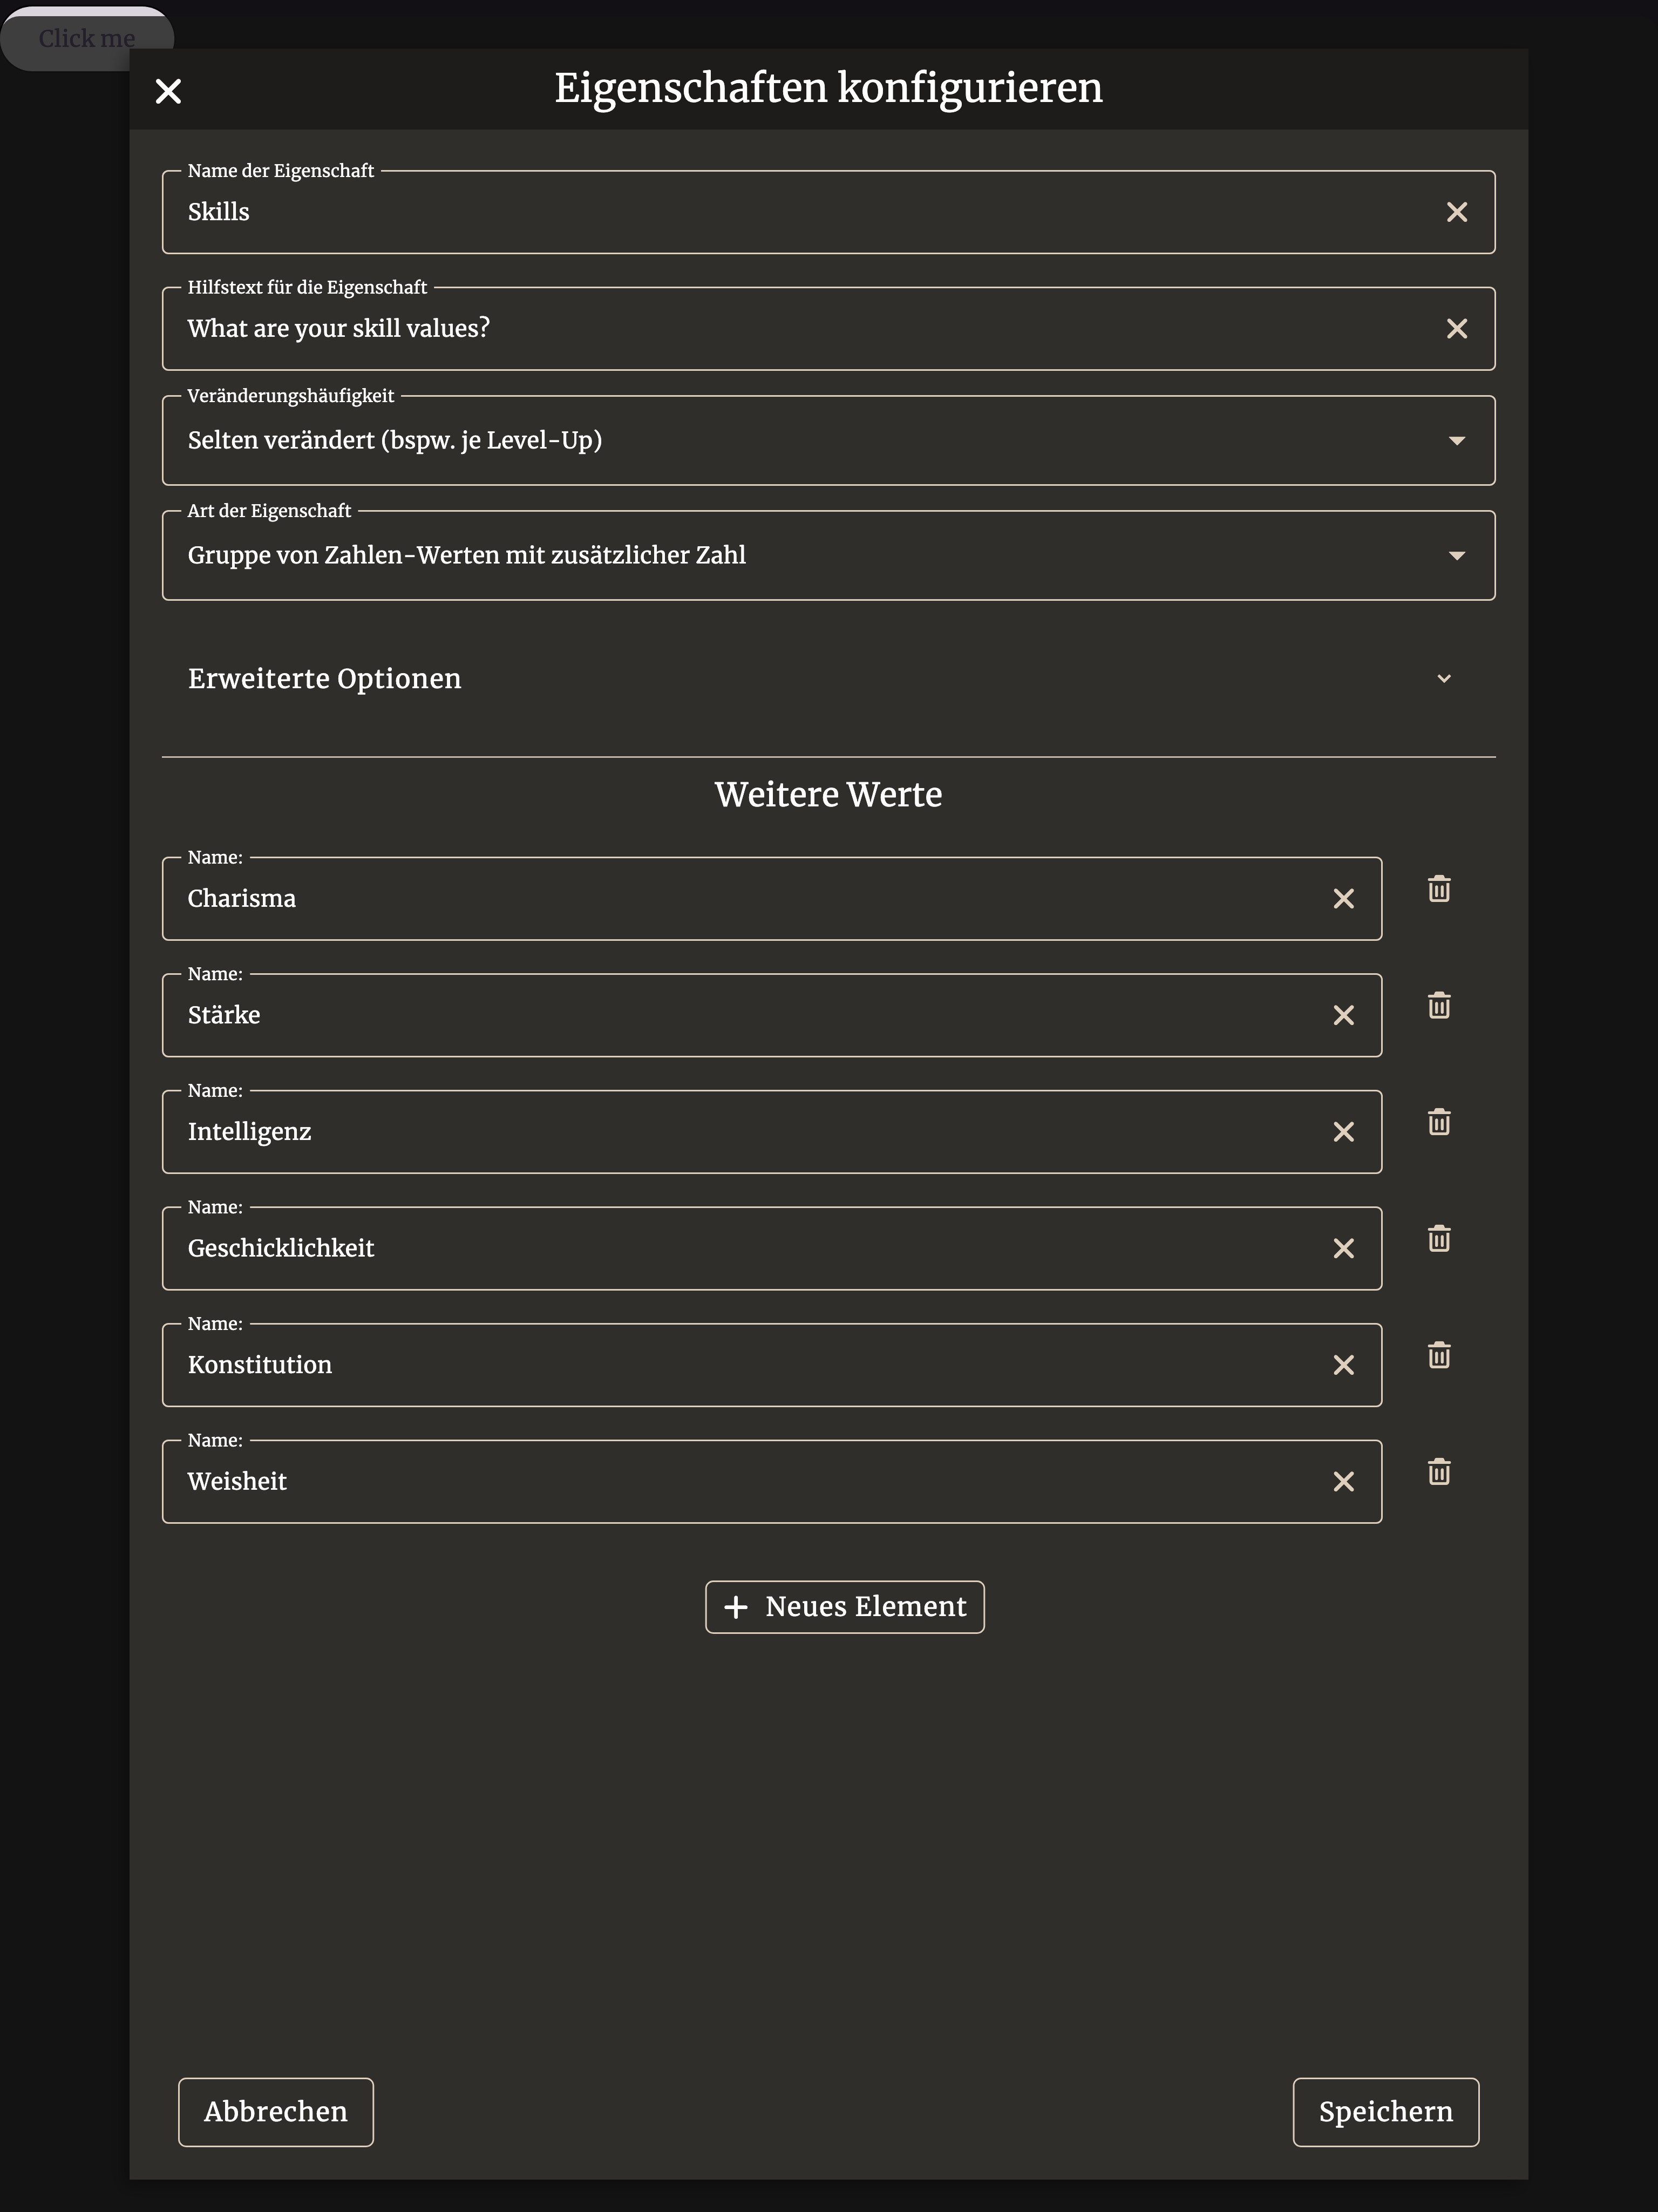 Click me
Eigenschaften konfigurieren
Name der Eigenschaft
Skills
Hilfstext für die Eigenschaft
What are your skill values?
Veränderungshäufigkeit
Selten verändert (bspw. je Level-Up)
Art der Eigenschaft
Gruppe von Zahlen-Werten mit zusätzlicher Zahl
Erweiterte Optionen
Weitere Werte
Name:
Charisma
Name:
Stärke
Name:
Intelligenz
Name:
Geschicklichkeit
Name:
Konstitution
Name:
Weisheit
Neues Element
Abbrechen
Speichern